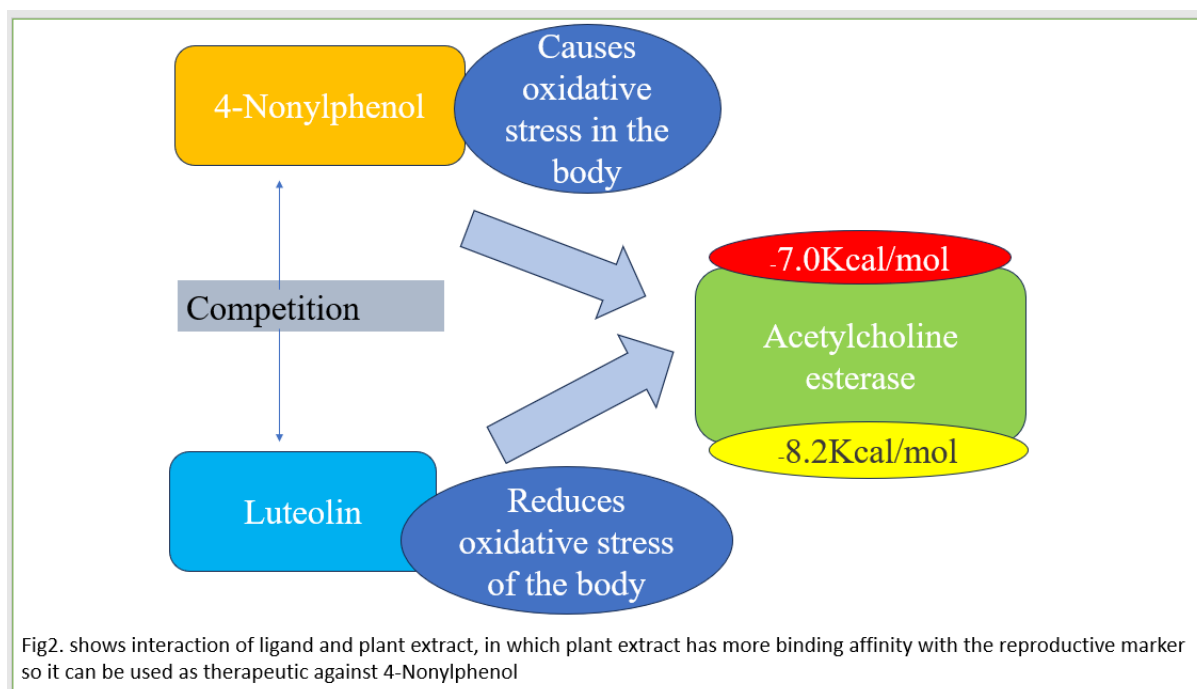 4-Nonylphenol
Causes
oxidative
stress in the
body
-7.0Kcal/mol
Competition
Acetylcholine
esterase
-8.2Kcal/mol
Luteolin
Reduces
oxidative stress
of the body
Fig2. shows interaction of ligand and plant extract, in which plant extract has more binding affinity with the reproductive marker
so it can be used as therapeutic against 4-Nonylphenol